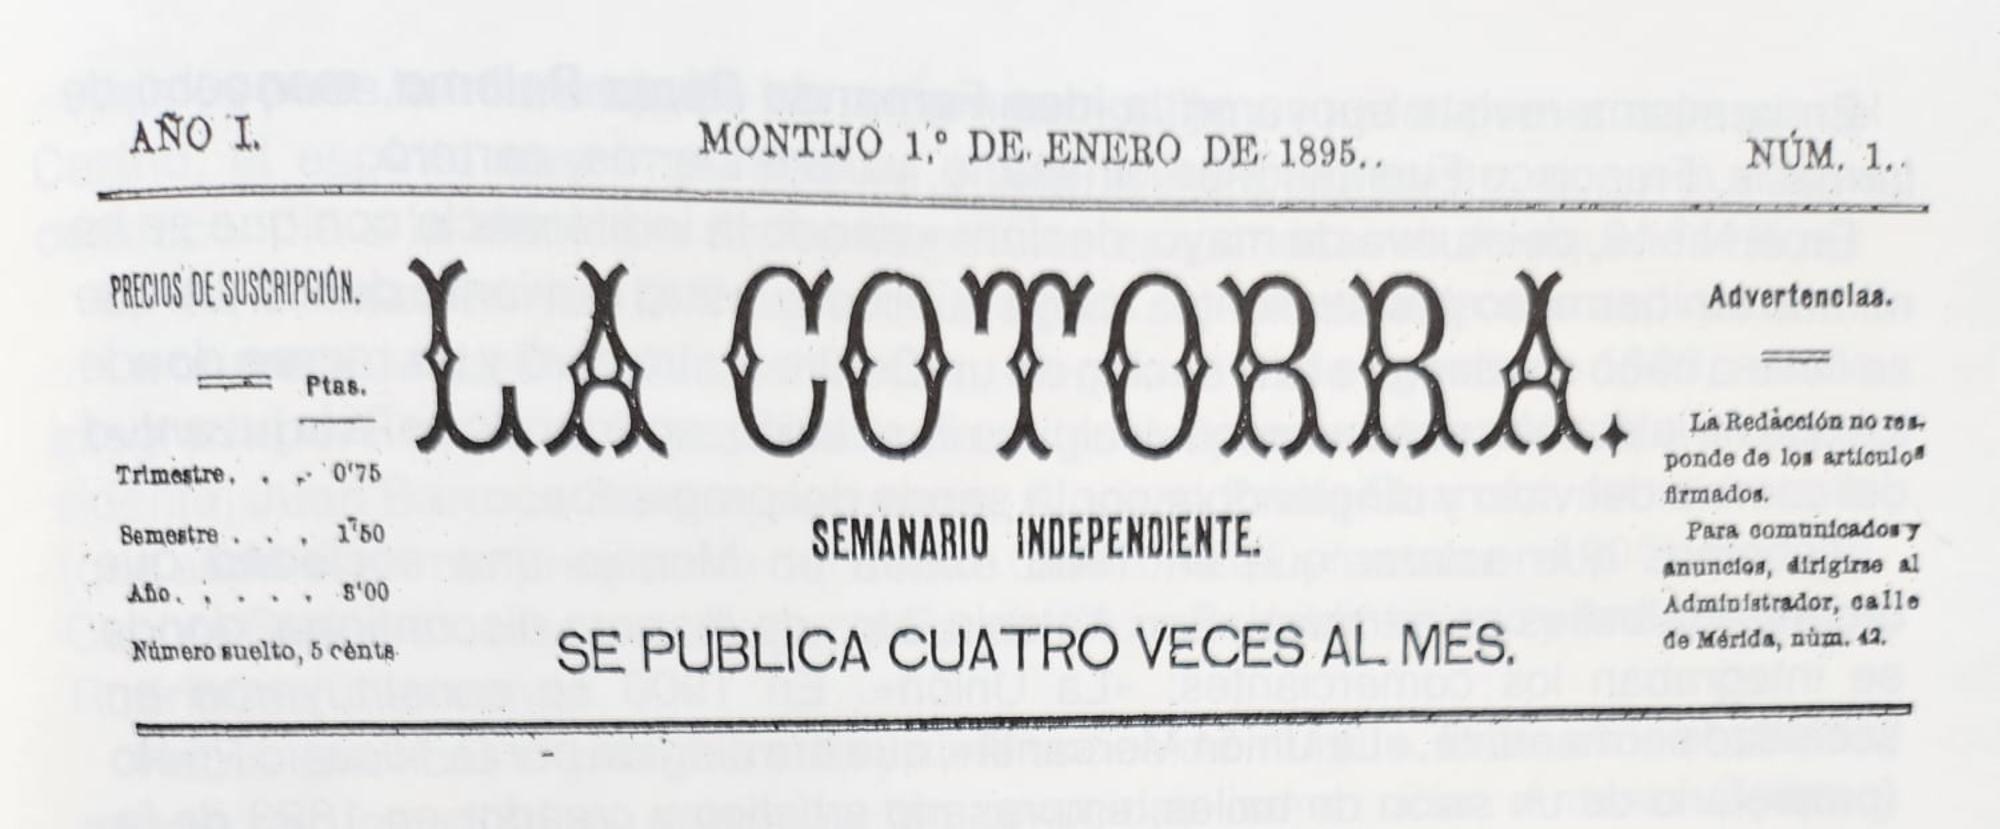 AÑO I.
MONTIJO 1.º DE ENERO DE 1895.
NÚM. 1.
PRECIOS DE SUSCRIPCIÓN.
Ptas.
Trimestre. . . 0'75
Semestre . . . 1'50
Año. . . . . . 3'00
Número suelto, 5 cénts.
LA COTORRA.
SEMANARIO INDEPENDIENTE.
SE PUBLICA CUATRO VECES AL MES.
Advertencias.
La Redacción no res-
ponde de los artículos
firmados.
Para comunicados y
anuncios, dirigirse al
Administrador, calle
de Mérida, núm. 42.